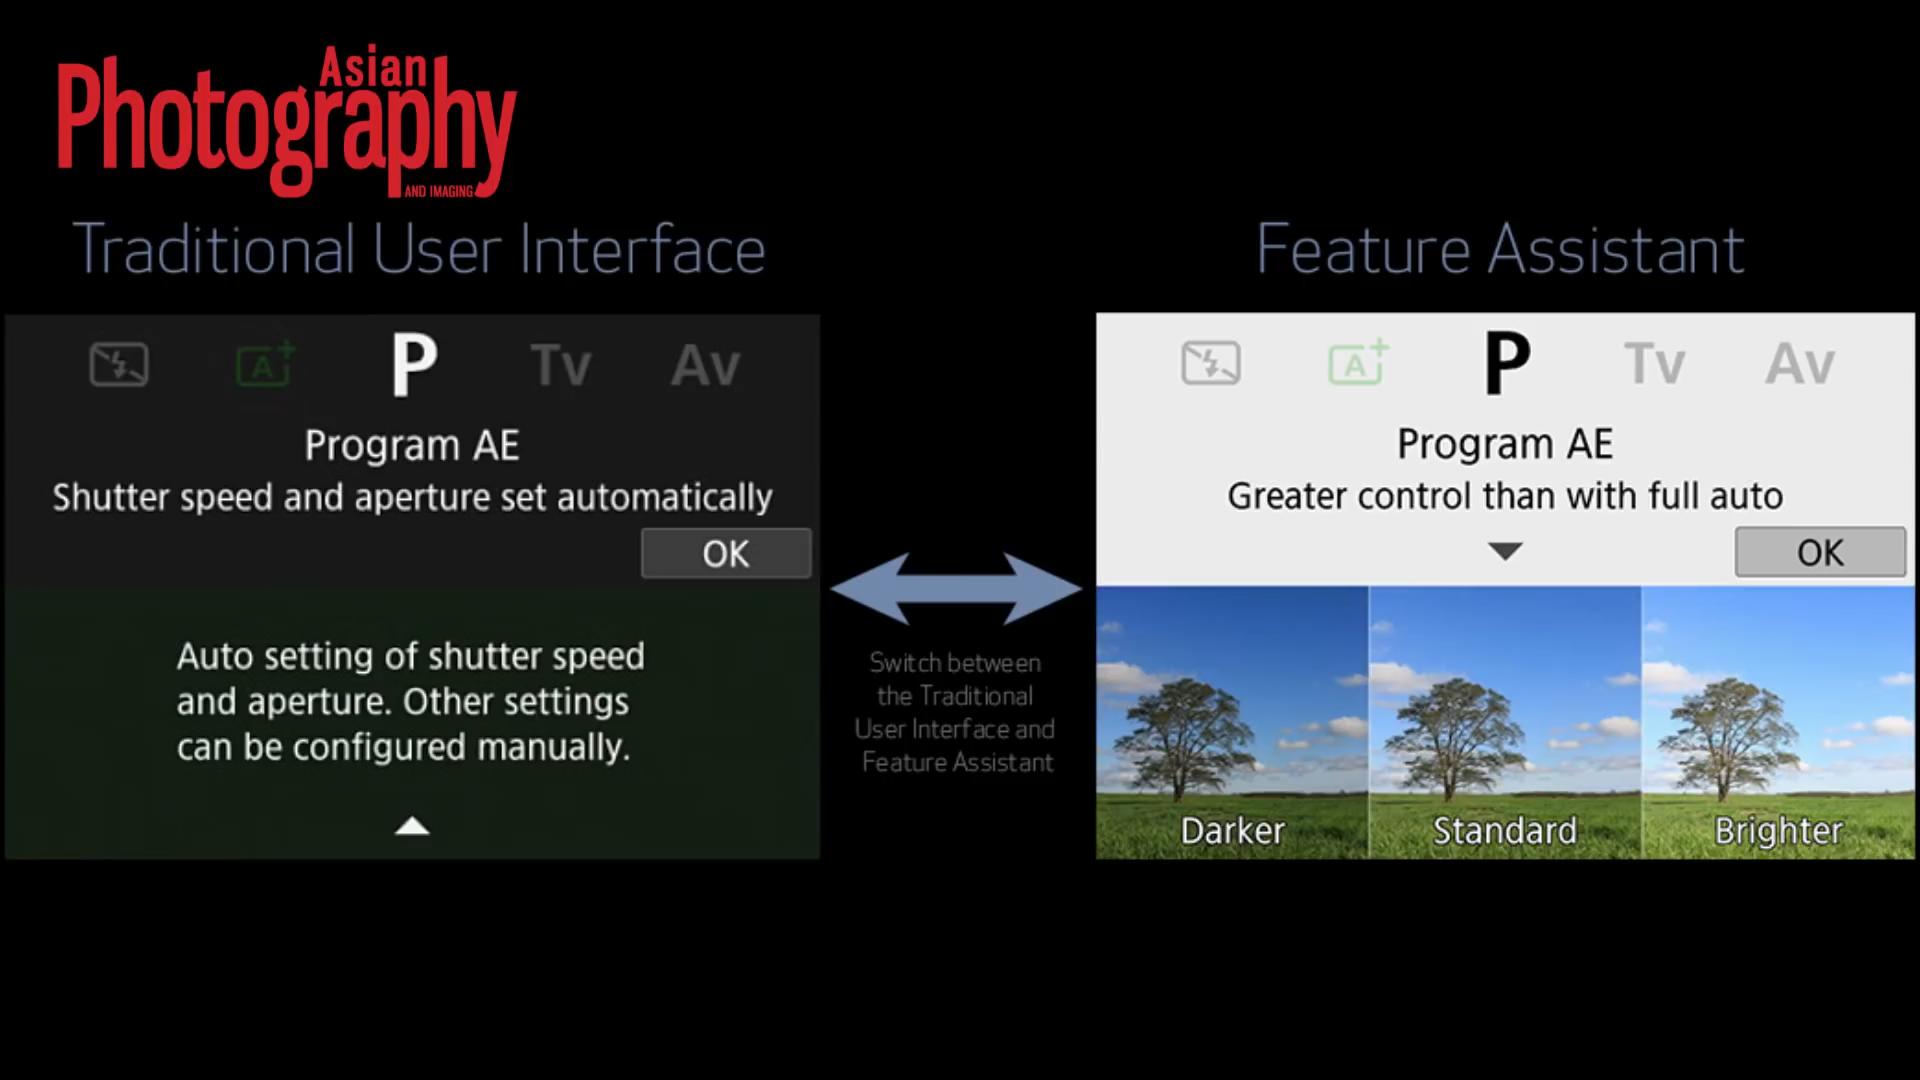 Asian
Photography
AND IMAGING
Traditional User Interface
P Tv Av
Program AE
Shutter speed and aperture set automatically
OK
Auto setting of shutter speed
and aperture. Other settings
can be configured manually.
Switch between
the Traditional
User Interface and
Feature Assistant
Feature Assistant
A+ P Tv Av
Program AE
Greater control than with full auto
OK
Darker
Standard
Brighter